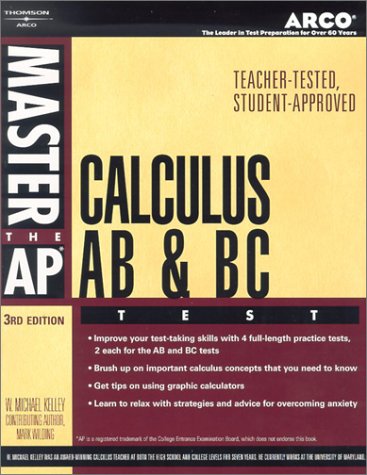 THOMSON
ARCO
ARCO®
The Leader in Test Preparation for Over 60 Years
MASTER
THE
AP*
TEACHER-TESTED,
STUDENT-APPROVED
CALCULUS
AB & BC
TEST
3RD EDITION
• Improve your test-taking skills with 4 full-length practice tests,
2 each for the AB and BC tests
• Brush up on important calculus concepts that you need to know
• Get tips on using graphic calculators
• Learn to relax with strategies and advice for overcoming anxiety
W. MICHAEL KELLEY
CONTRIBUTING AUTHOR,
MARK WILDING
*AP is a registered trademark of the College Entrance Examination Board, which does not endorse this book.
W. MICHAEL KELLEY WAS AN AWARD-WINNING CALCULUS TEACHER AT BOTH THE HIGH SCHOOL AND COLLEGE LEVELS FOR SEVEN YEARS. HE CURRENTLY WORKS AT THE UNIVERSITY OF MARYLAND.